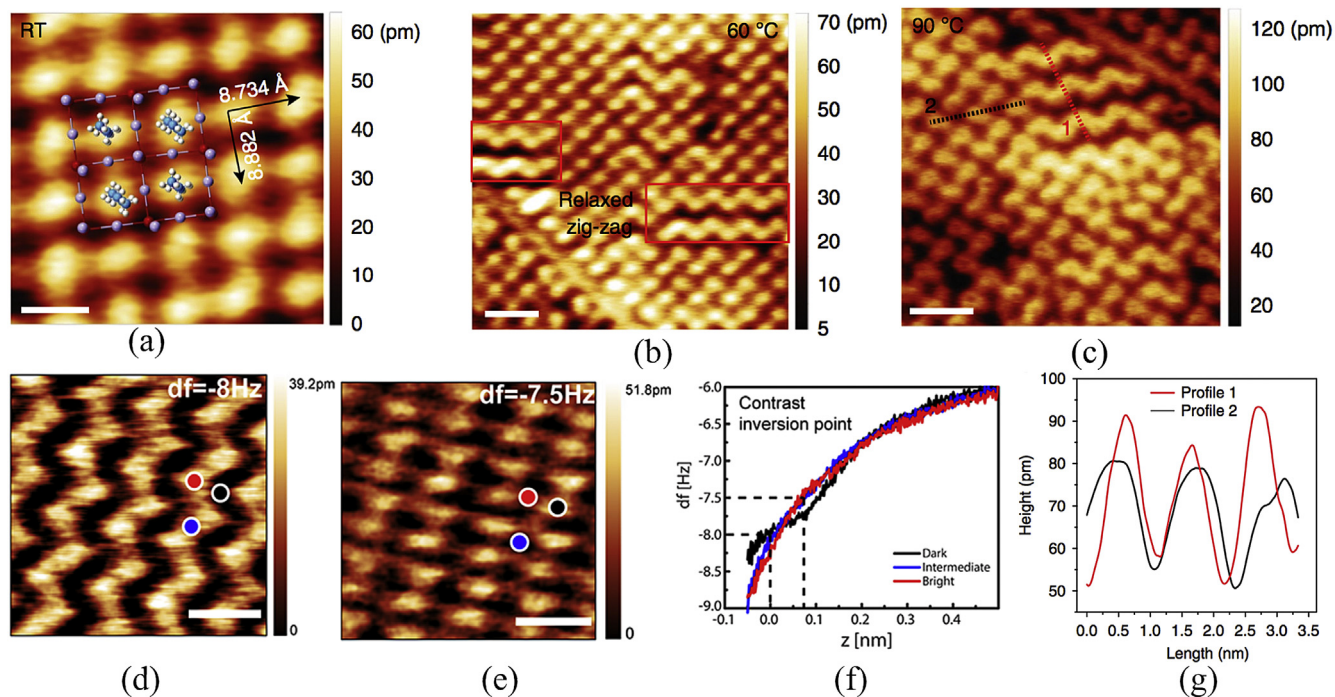 RT
60 (pm)
50
40
30
20
10
0
8.734 Å
8.882 Å
(a)
60 °C
70 (pm)
60
50
40
30
20
10
5
Relaxed
zig-zag
(b)
90 °C
120 (pm)
100
80
60
40
20
2
1
(c)
df=-8Hz
39.2pm
0
(d)
df=-7.5Hz
51.8pm
0
(e)
Contrast
inversion point
df [Hz]
-6.0
-6.5
-7.0
-7.5
-8.0
-8.5
-9.0
Dark
Intermediate
Bright
-0.1 0.0 0.1 0.2 0.3 0.4
z [nm]
(f)
Profile 1
Profile 2
Height (pm)
100
90
80
70
60
50
0.0 0.5 1.0 1.5 2.0 2.5 3.0 3.5
Length (nm)
(g)